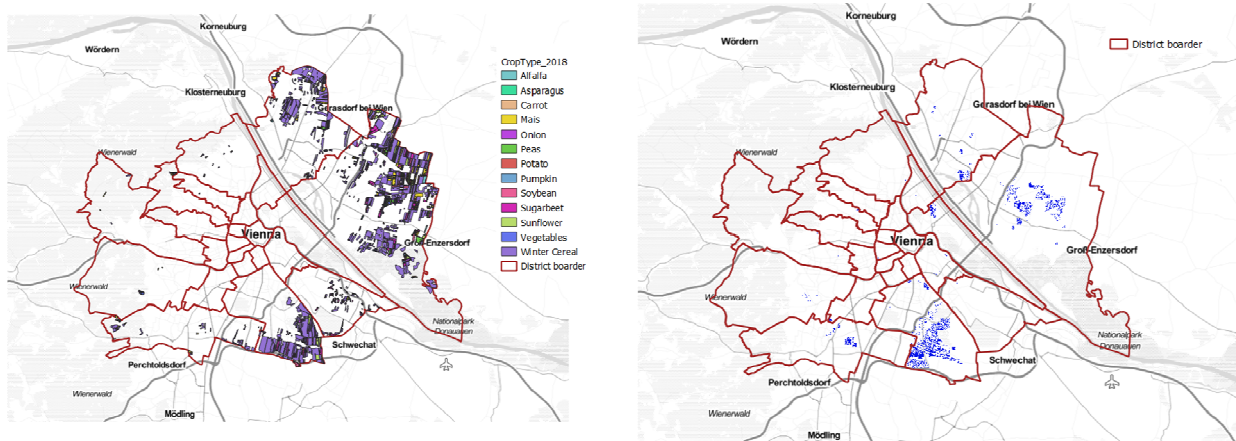 Korneuburg
Wördern
Klosterneuburg
Gerasdorf bei Wien
Wienerwald
Vienna
Groß-Enzersdorf
Wienerwald
Nationalpark
Donauauen
Schwechat
Perchtoldsdorf
Wienerwald
Mödling
CropType_2018
Alfalfa
Asparagus
Carrot
Mais
Onion
Peas
Potato
Pumpkin
Soybean
Sugarbeet
Sunflower
Vegetables
Winter Cereal
District boarder
Korneuburg
Wördern
District boarder
Klosterneuburg
Gerasdorf bei Wien
Wienerwald
Vienna
Groß-Enzersdorf
Wienerwald
Nationalpark
Donauauen
Schwechat
Perchtoldsdorf
Wienerwald
Mödling